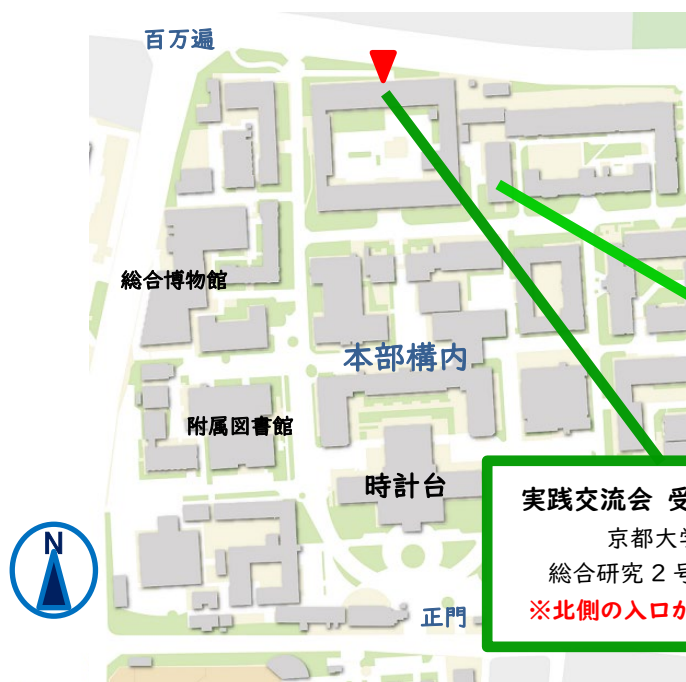 百万遍
総合博物館
本部構内
附属図書館
時計台
N
正門
実践交流会 受
京都大学
総合研究 2 号
※北側の入口か